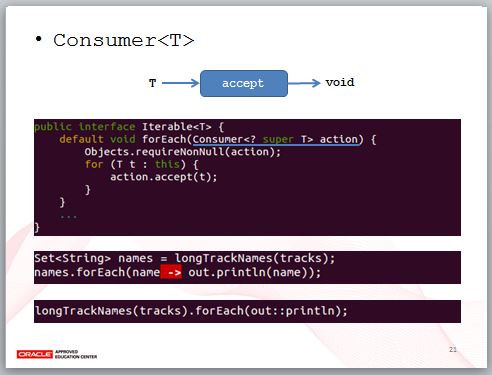 • Consumer<T>
T accept void
public interface Iterable<T> {
    default void forEach(Consumer<? super T> action) {
        Objects.requireNonNull(action);
        for (T t : this) {
            action.accept(t);
        }
    }
    ...
}
Set<String> names = longTrackNames(tracks);
names.forEach(name -> out.println(name));
longTrackNames(tracks).forEach(out::println);
ORACLE APPROVED
EDUCATION CENTER
21